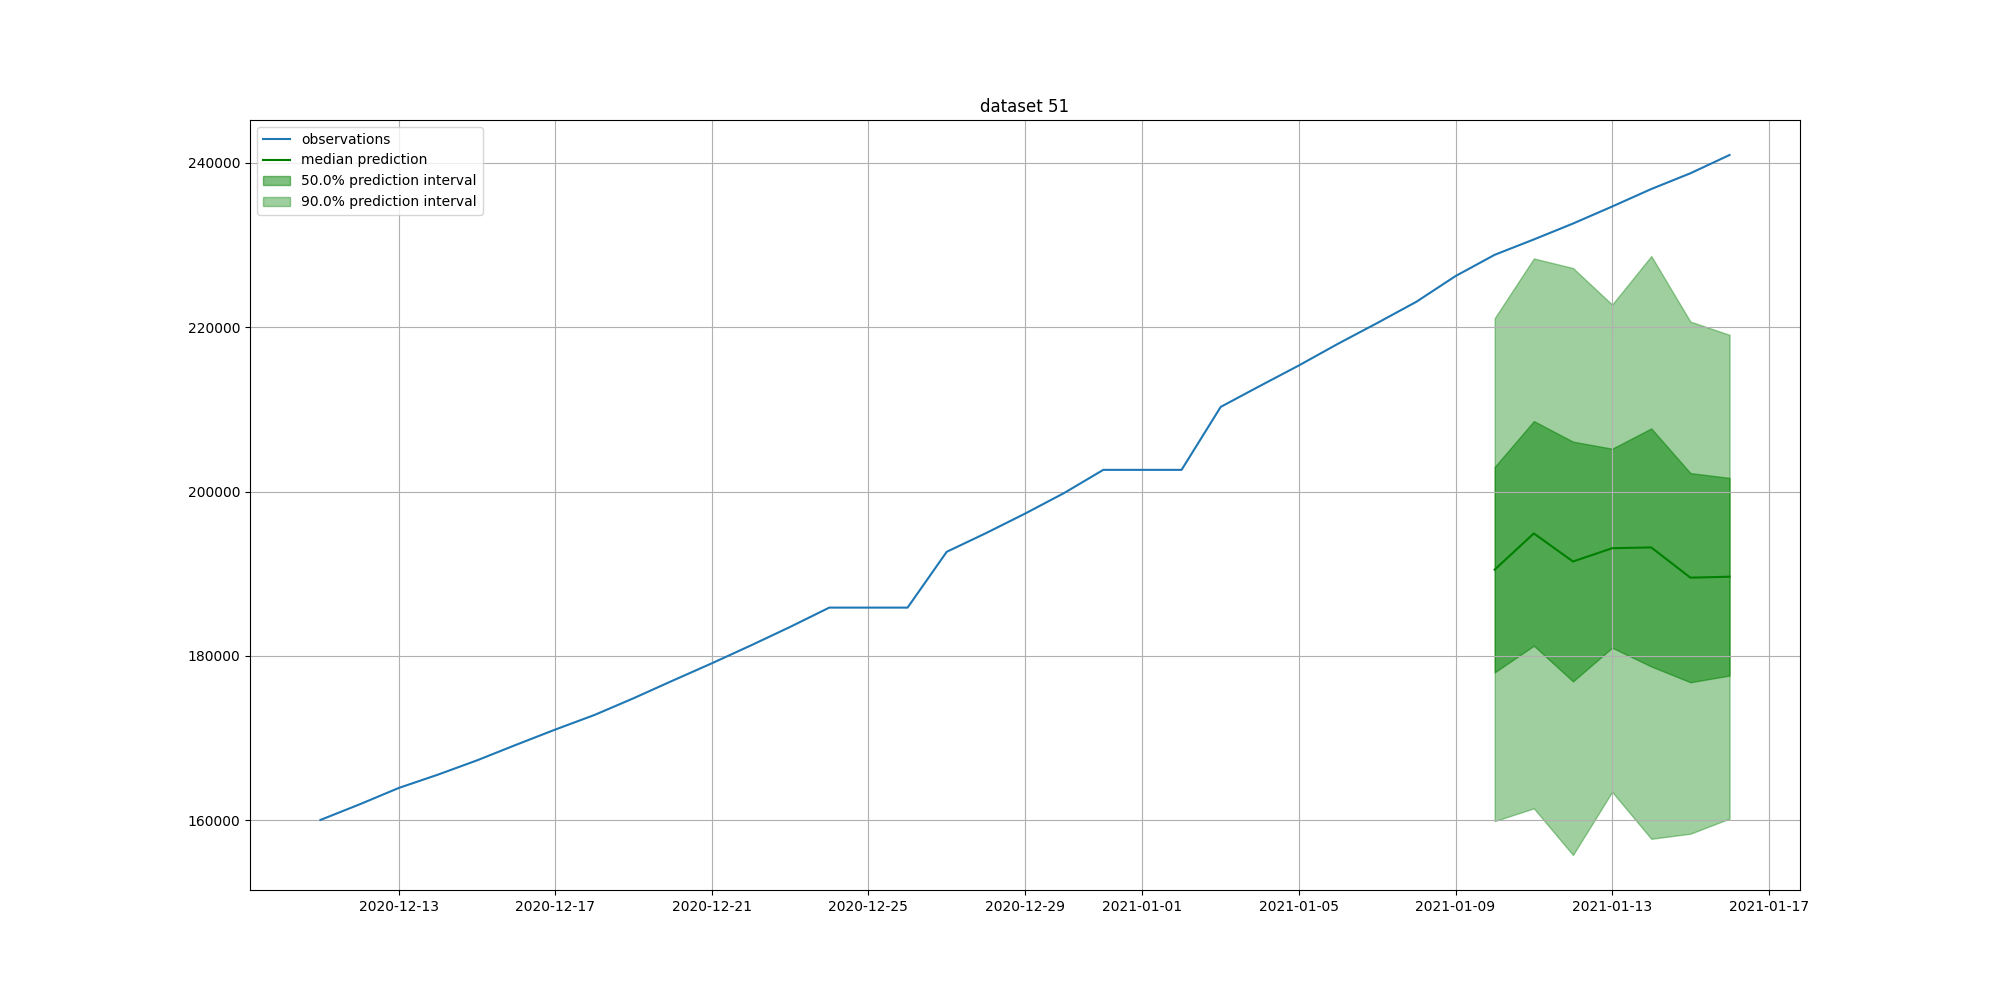 dataset 51
observations
median prediction
50.0% prediction interval
90.0% prediction interval
240000
220000
200000
180000
160000
2020-12-13 2020-12-17 2020-12-21 2020-12-25 2020-12-29 2021-01-01 2021-01-05 2021-01-09 2021-01-13 2021-01-17